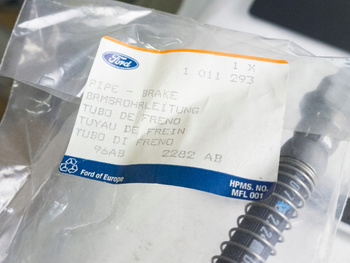 Ford
1 X
1 011 293
PIPE - BRAKE
BRMSROHRLEITUNG
TUBO DE FRENO
TUYAU DE FREIN
TUBO DI FRENO
96AB 2282 AB
Ford of Europe
HPMS. NO.
MFL 001